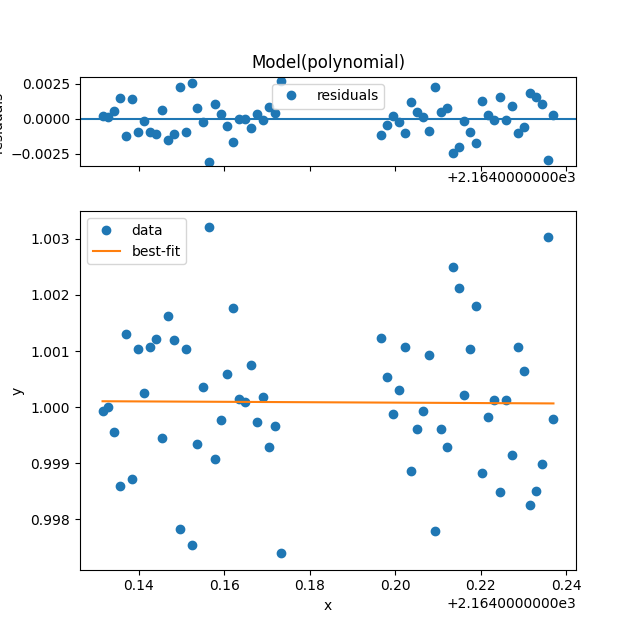 Model(polynomial)
0.0025
0.0000
−0.0025
residuals
+2.1640000000e3
1.003
1.002
1.001
1.000
0.999
0.998
y
data
best-fit
0.14
0.16
0.18
0.20
0.22
0.24
x
+2.1640000000e3